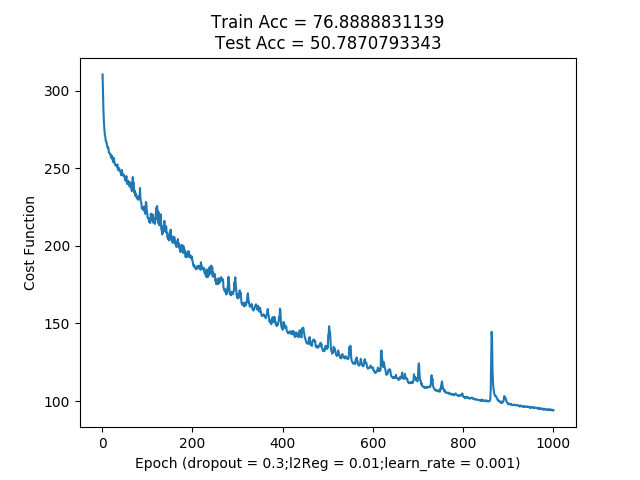 Train Acc = 76.8888831139
Test Acc = 50.7870793343
300
250
200
150
100
Cost Function
0
200
400
600
800
1000
Epoch (dropout = 0.3;l2Reg = 0.01;learn_rate = 0.001)